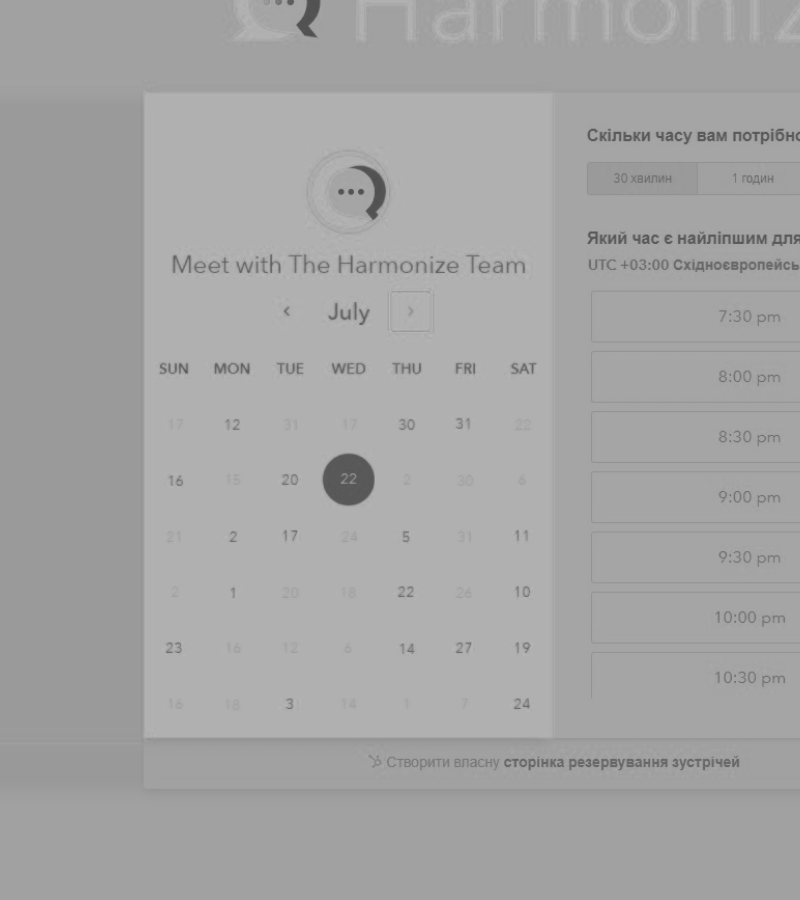 Harmoniz
Meet with The Harmonize Team
July
SUN MON TUE WED THU FRI SAT
17 12 31 17 30 31 22
16 15 20 22 2 30 6
21 2 17 24 5 31 11
2 1 20 18 22 26 10
23 16 12 6 14 27 19
16 18 3 14 1 7 24
Скільки часу вам потрібно
30 хвилин 1 годин
Який час є найліпшим для
UTC +03:00 Східноєвропейсь
7:30 pm
8:00 pm
8:30 pm
9:00 pm
9:30 pm
10:00 pm
10:30 pm
Створити власну сторінка резервування зустрічей